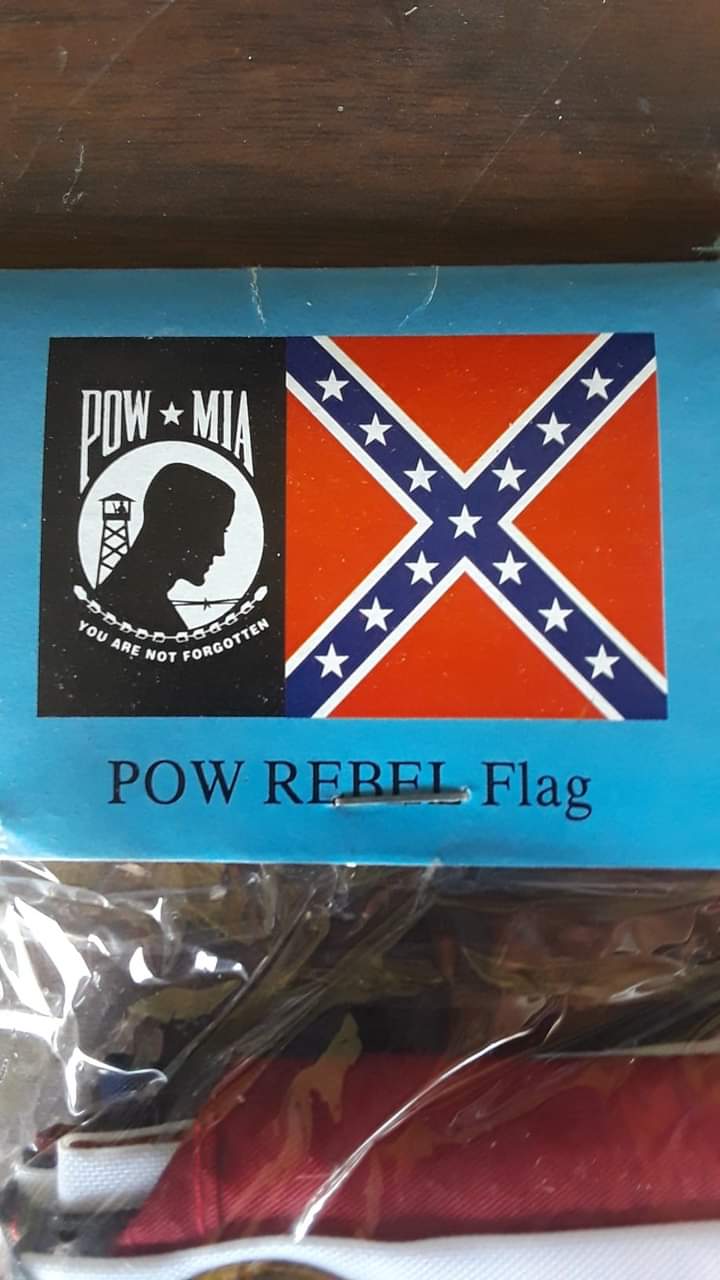 POW ★ MIA
YOU ARE NOT FORGOTTEN
POW REBEL Flag